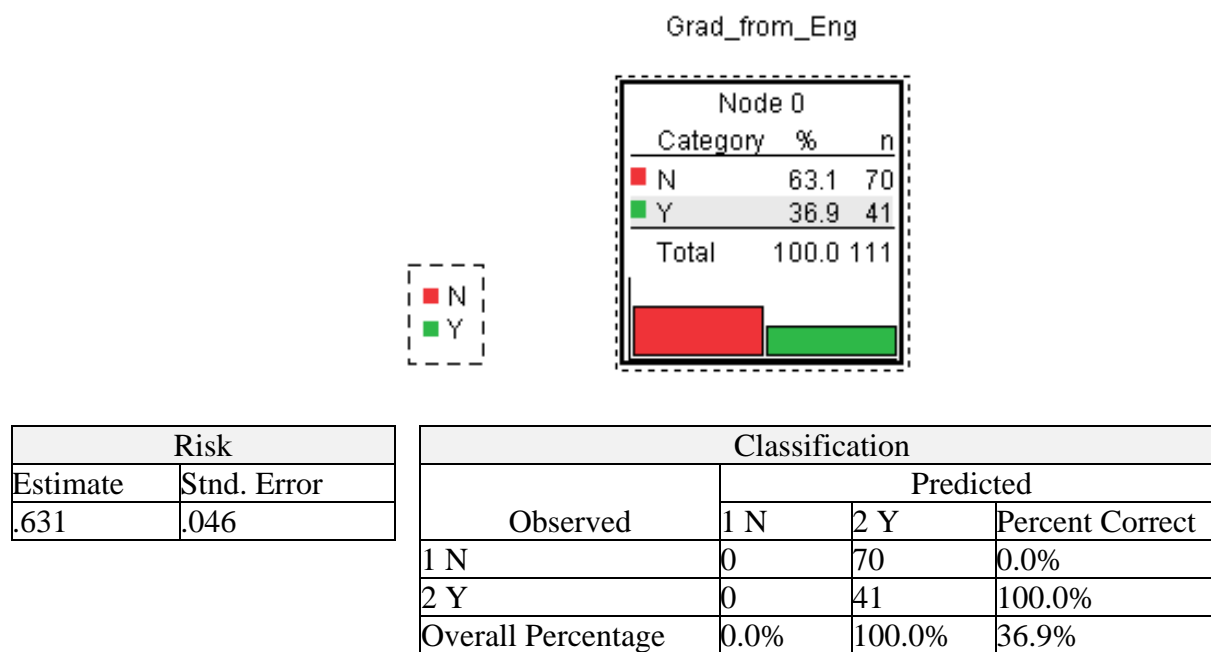 Grad_from_Eng
Node 0
Category % n
N 63.1 70
Y 36.9 41
Total 100.0 111
N
Y
Risk
Estimate Stnd. Error
.631 .046
Classification
Predicted
Observed 1 N 2 Y Percent Correct
1 N 0 70 0.0%
2 Y 0 41 100.0%
Overall Percentage 0.0% 100.0% 36.9%